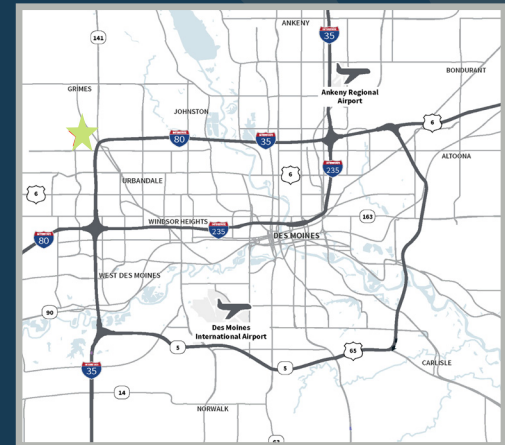 ANKENY
35
141
BONDURANT
Ankeny Regional
Airport
GRIMES
JOHNSTON
6
80
35
ALTOONA
235
6
URBANDALE
6
163
WINDSOR HEIGHTS
235
DES MOINES
80
WEST DES MOINES
90
Des Moines
International Airport
5
65
CARLISLE
5
35
14
NORWALK